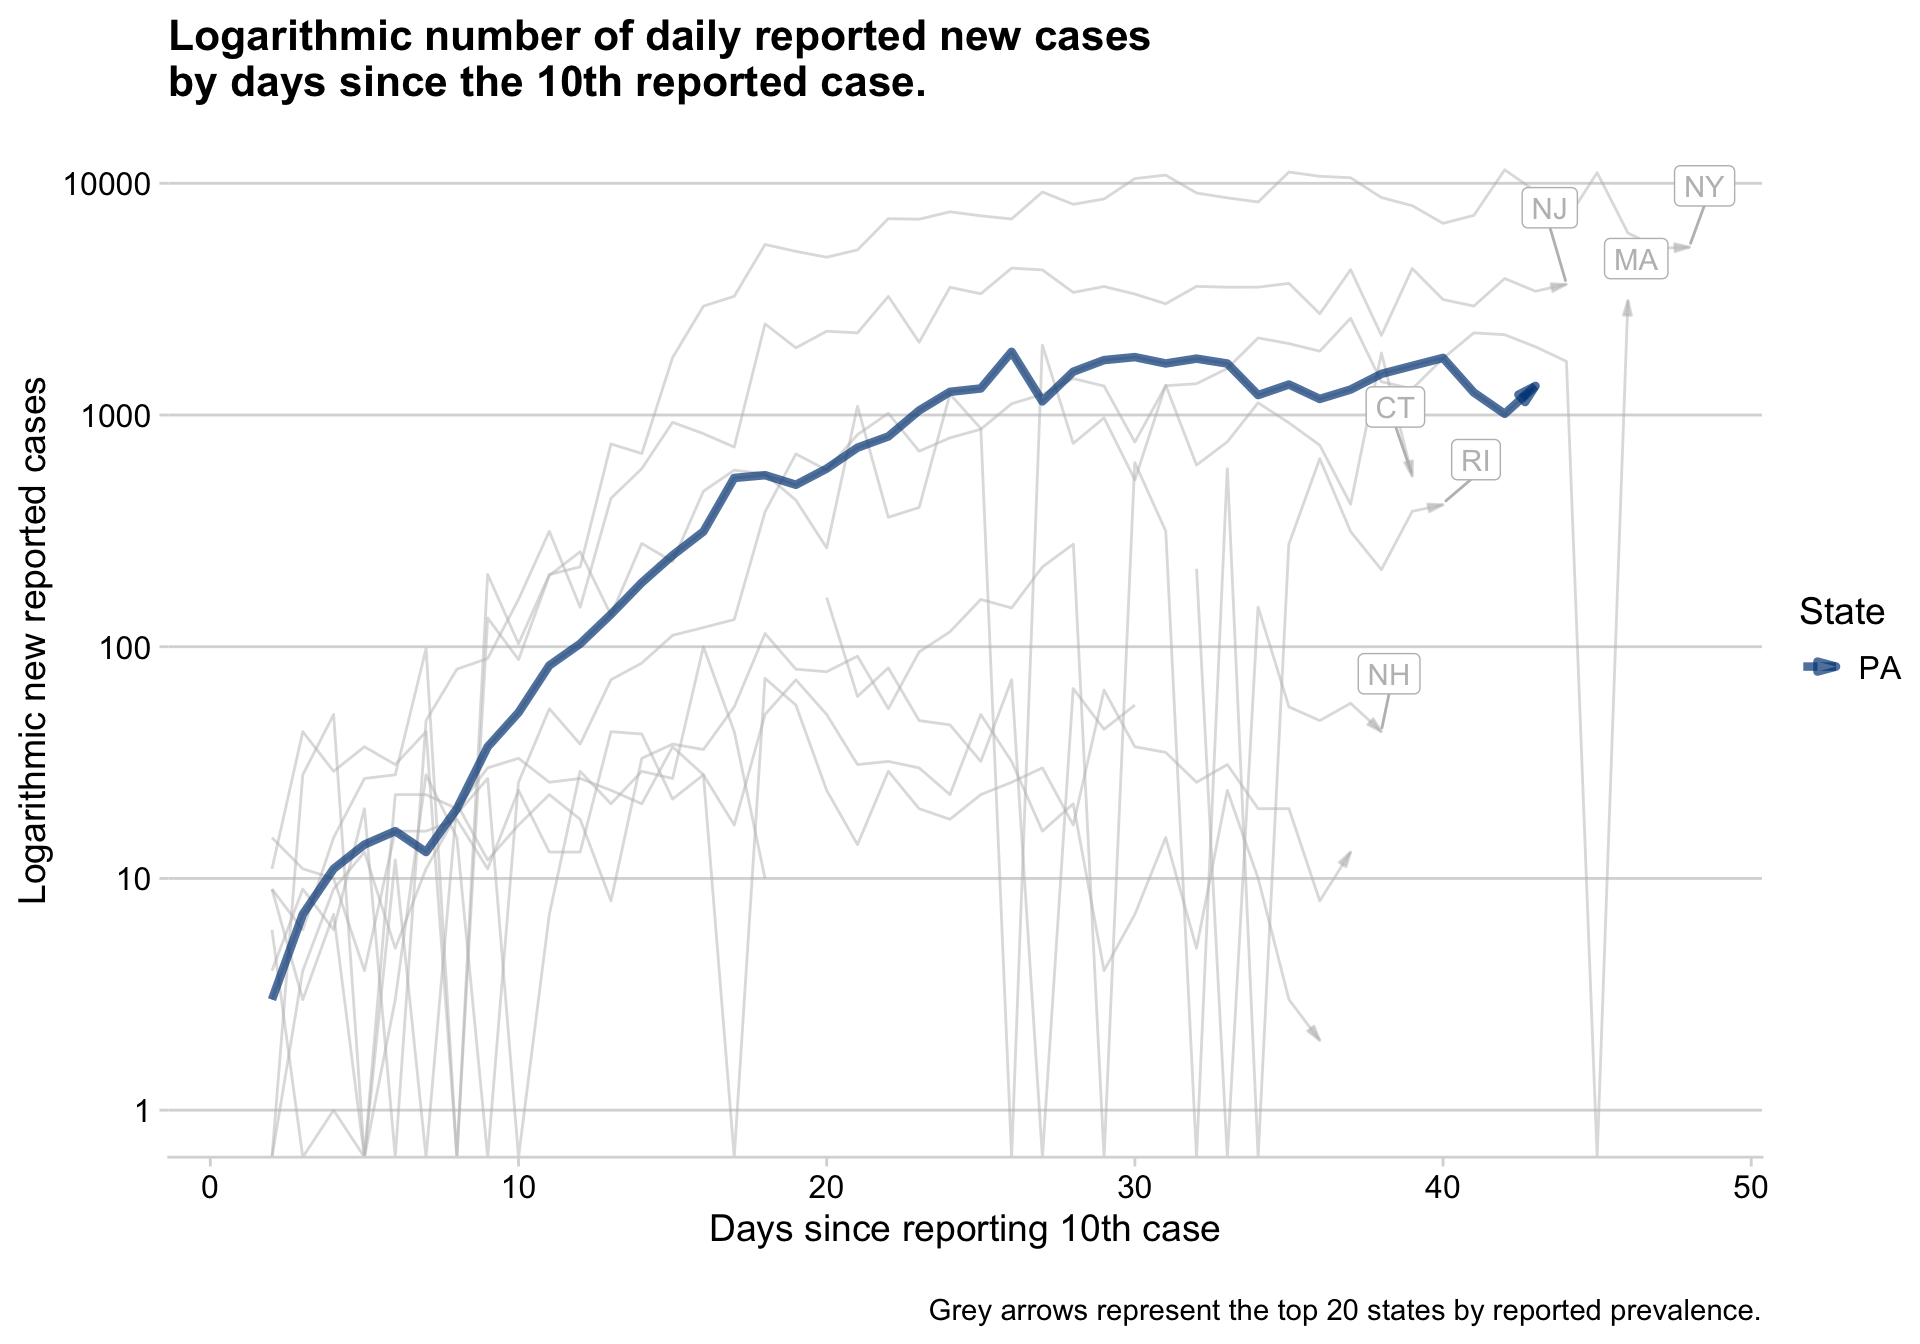 Logarithmic number of daily reported new cases
by days since the 10th reported case.
Logarithmic new reported cases
10000
1000
100
10
1
NY
NJ
MA
CT
RI
NH
State
PA
0 10 20 30 40 50
Days since reporting 10th case
Grey arrows represent the top 20 states by reported prevalence.